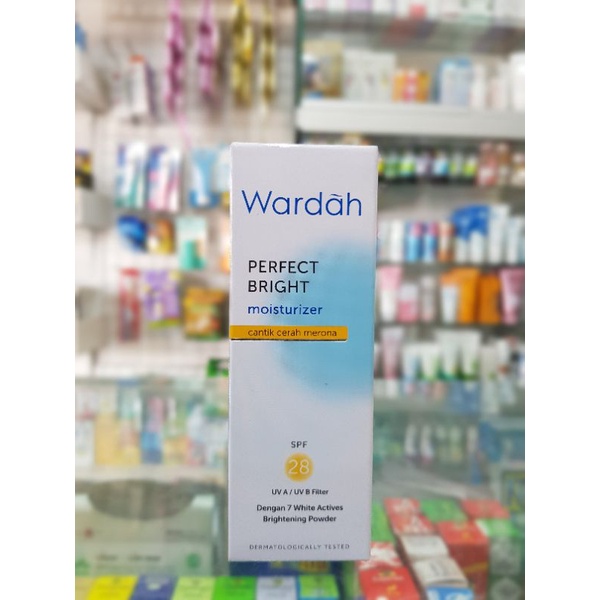 Wardàh
PERFECT
BRIGHT
moisturizer
cantik cerah merona
SPF
28
UV A / UV B Filter
Dengan 7 White Actives
Brightening Powder
DERMATOLOGICALLY TESTED